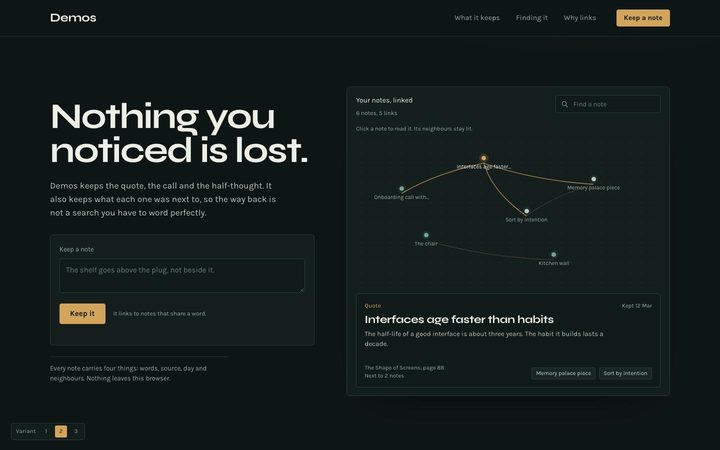 Demos
What it keeps
Finding it
Why links
Keep a note
Nothing you
noticed is lost.
Demos keeps the quote, the call and the half-thought. It
also keeps what each one was next to, so the way back is
not a search you have to word perfectly.
Keep a note
The shelf goes above the plug, not beside it.
Keep it
It links to notes that share a word.
Every note carries four things: words, source, day and
neighbours. Nothing leaves this browser.
Your notes, linked
6 notes, 5 links
Find a note
Click a note to read it. Its neighbours stay lit.
Interfaces age faster…
Onboarding call with…
Memory palace piece
Sort by intention
The chair
Kitchen wall
Quote
Kept 12 Mar
Interfaces age faster than habits
The half-life of a good interface is about three years. The habit it builds lasts a
decade.
The Shape of Screens, page 88
Next to 2 notes
Memory palace piece
Sort by intention
Variant
1
2
3